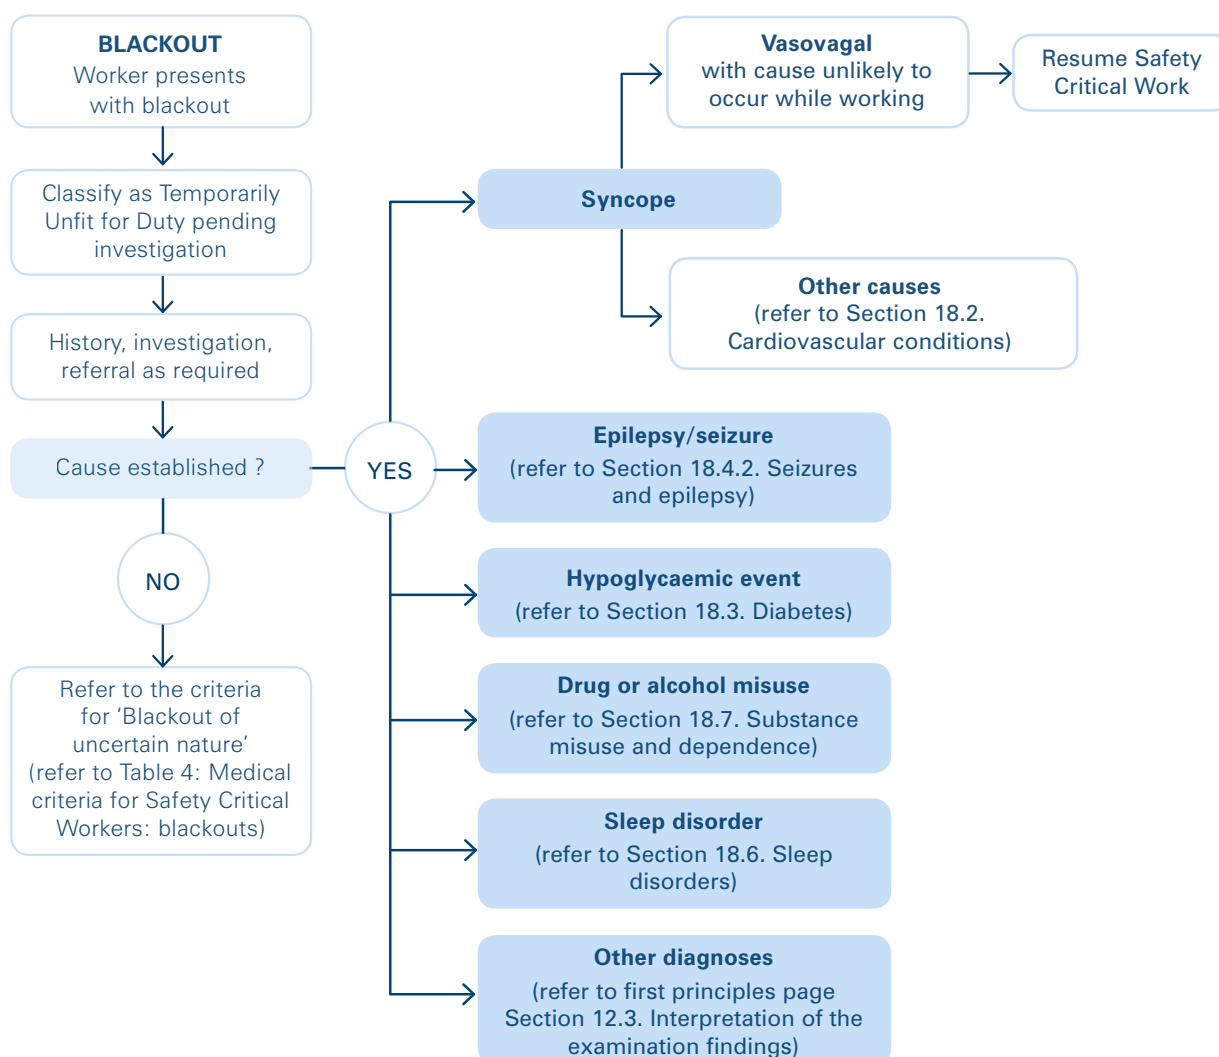 BLACKOUT
Worker presents
with blackout
Classify as Temporarily
Unfit for Duty pending
investigation
History, investigation,
referral as required
Cause established ?
NO
Refer to the criteria
for ‘Blackout of
uncertain nature’
(refer to Table 4: Medical
criteria for Safety Critical
Workers: blackouts)
YES
Syncope
Vasovagal
with cause unlikely to
occur while working
Resume Safety
Critical Work
Other causes
(refer to Section 18.2.
Cardiovascular conditions)
Epilepsy/seizure
(refer to Section 18.4.2. Seizures
and epilepsy)
Hypoglycaemic event
(refer to Section 18.3. Diabetes)
Drug or alcohol misuse
(refer to Section 18.7. Substance
misuse and dependence)
Sleep disorder
(refer to Section 18.6. Sleep
disorders)
Other diagnoses
(refer to first principles page
Section 12.3. Interpretation of the
examination findings)